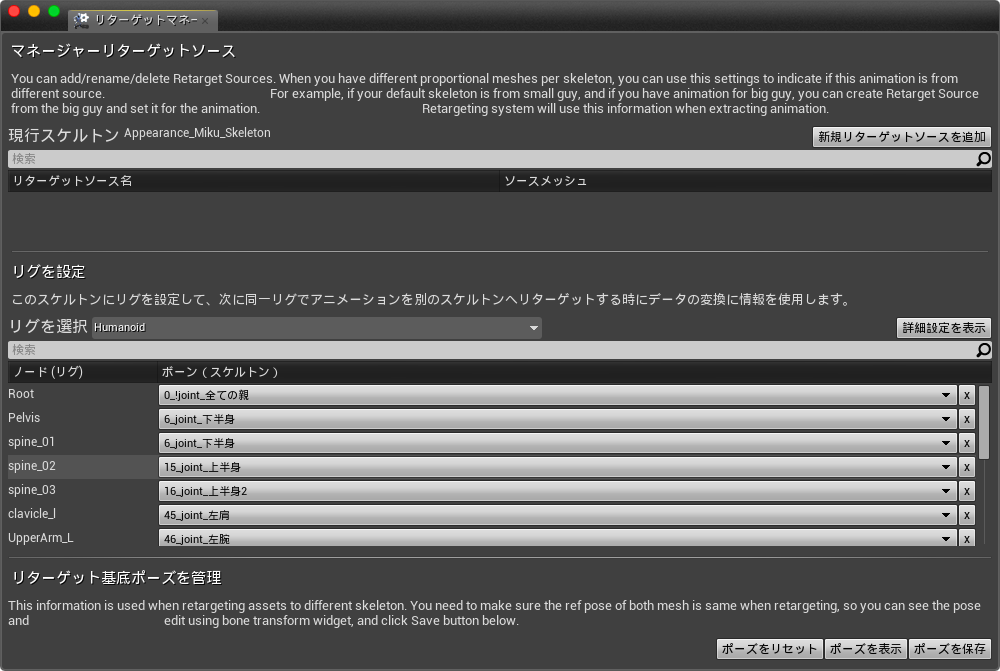 リターゲットマネー
マネージャーリターゲットソース
You can add/rename/delete Retarget Sources. When you have different proportional meshes per skeleton, you can use this settings to indicate if this animation is from
different source. For example, if your default skeleton is from small guy, and if you have animation for big guy, you can create Retarget Source
from the big guy and set it for the animation. Retargeting system will use this information when extracting animation.
現行スケルトン Appearance_Miku_Skeleton 新規リターゲットソースを追加
検索
リターゲットソース名 ソースメッシュ
リグを設定
このスケルトンにリグを設定して、次に同一リグでアニメーションを別のスケルトンへリターゲットする時にデータの変換に情報を使用します。
リグを選択 Humanoid 詳細設定を表示
検索
ノード (リグ) ボーン ( スケルトン )
Root 0_!joint_全ての親 x
Pelvis 6_joint_下半身 x
spine_01 6_joint_下半身 x
spine_02 15_joint_上半身 x
spine_03 16_joint_上半身2 x
clavicle_l 45_joint_左肩 x
UpperArm_L 46_joint_左腕 x
リターゲット基底ポーズを管理
This information is used when retargeting assets to different skeleton. You need to make sure the ref pose of both mesh is same when retargeting, so you can see the pose
and edit using bone transform widget, and click Save button below.
ポーズをリセット ポーズを表示 ポーズを保存